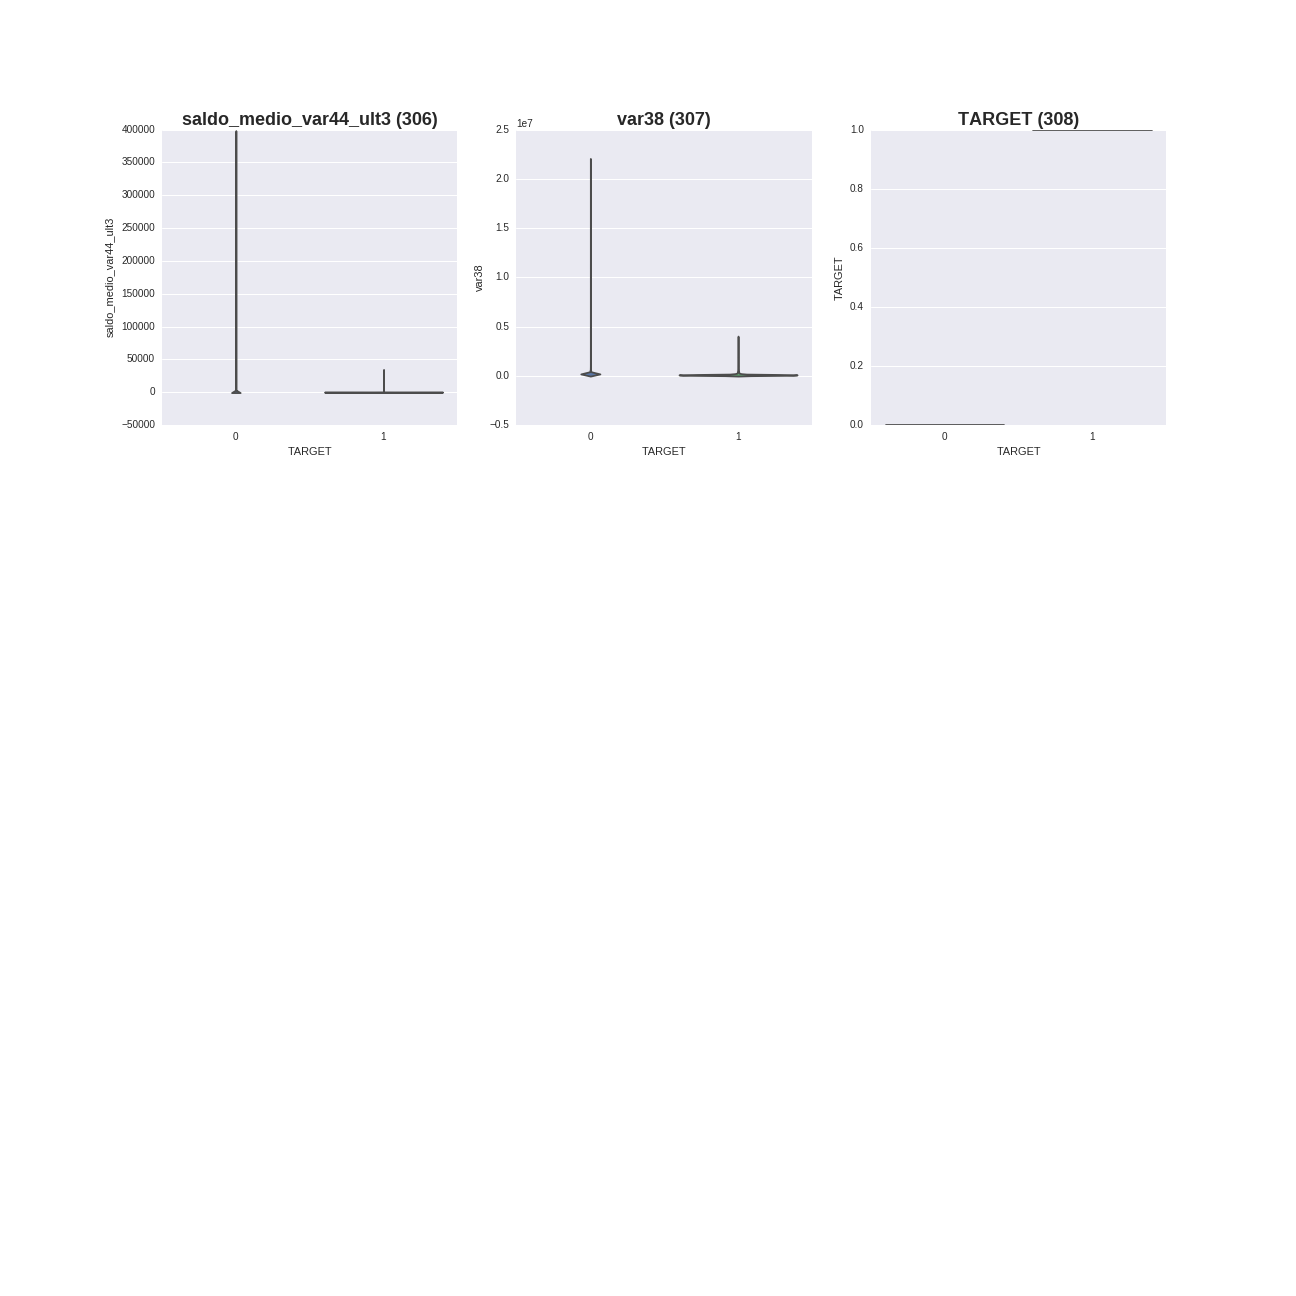 saldo_medio_var44_ult3 (306)
400000
350000
300000
250000
200000
150000
100000
50000
0
−50000
saldo_medio_var44_ult3
0 1
TARGET
var38 (307)
1e7
2.5
2.0
1.5
1.0
0.5
0.0
−0.5
var38
0 1
TARGET
TARGET (308)
1.0
0.8
0.6
0.4
0.2
0.0
TARGET
0 1
TARGET